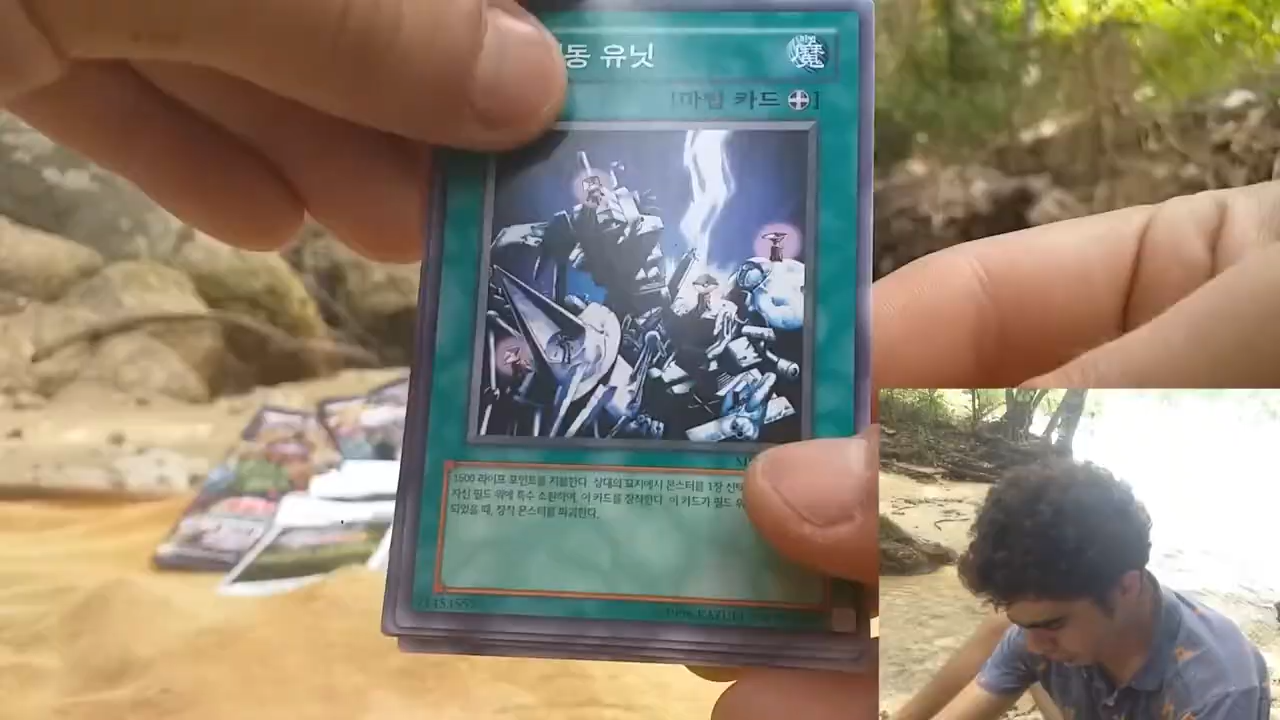 동 유닛
魔
[마법 카드]
1500 라이프 포인트를 지불한다. 상대의 묘지에서 몬스터를 1장 선택
자신 필드 위에 특수 소환하여, 이 카드를 장착한다. 이 카드가 필드 위
되었을 때, 장착 몬스터를 파괴한다.